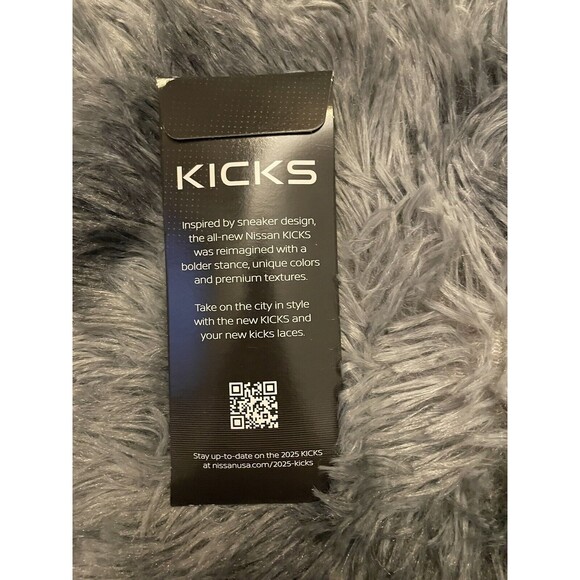 KICKS
Inspired by sneaker design,
the all-new Nissan KICKS
was reimagined with a
bolder stance, unique colors
and premium textures.
Take on the city in style
with the new KICKS and
your new kicks laces.
Stay up-to-date on the 2025 KICKS
at nissanusa.com/2025-kicks